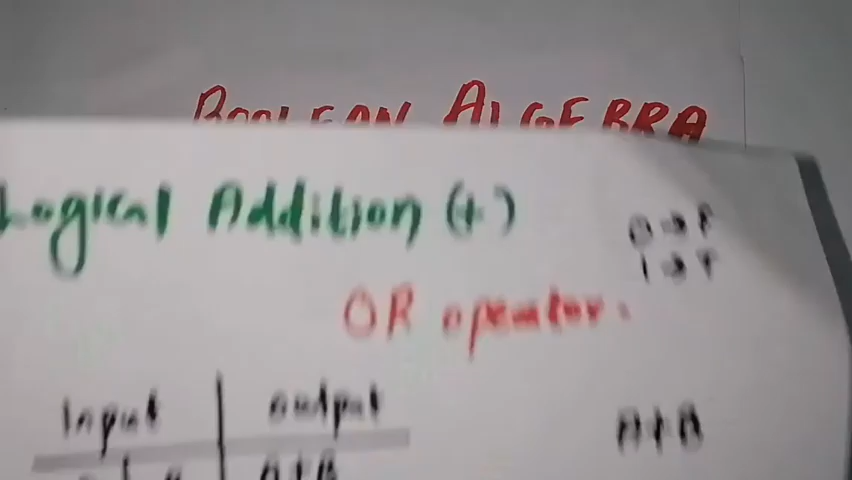 BOOLEAN ALGEBRA
Logical Addition (+)
0 → F
1 → T
OR operator.
input output
A+B
A+B